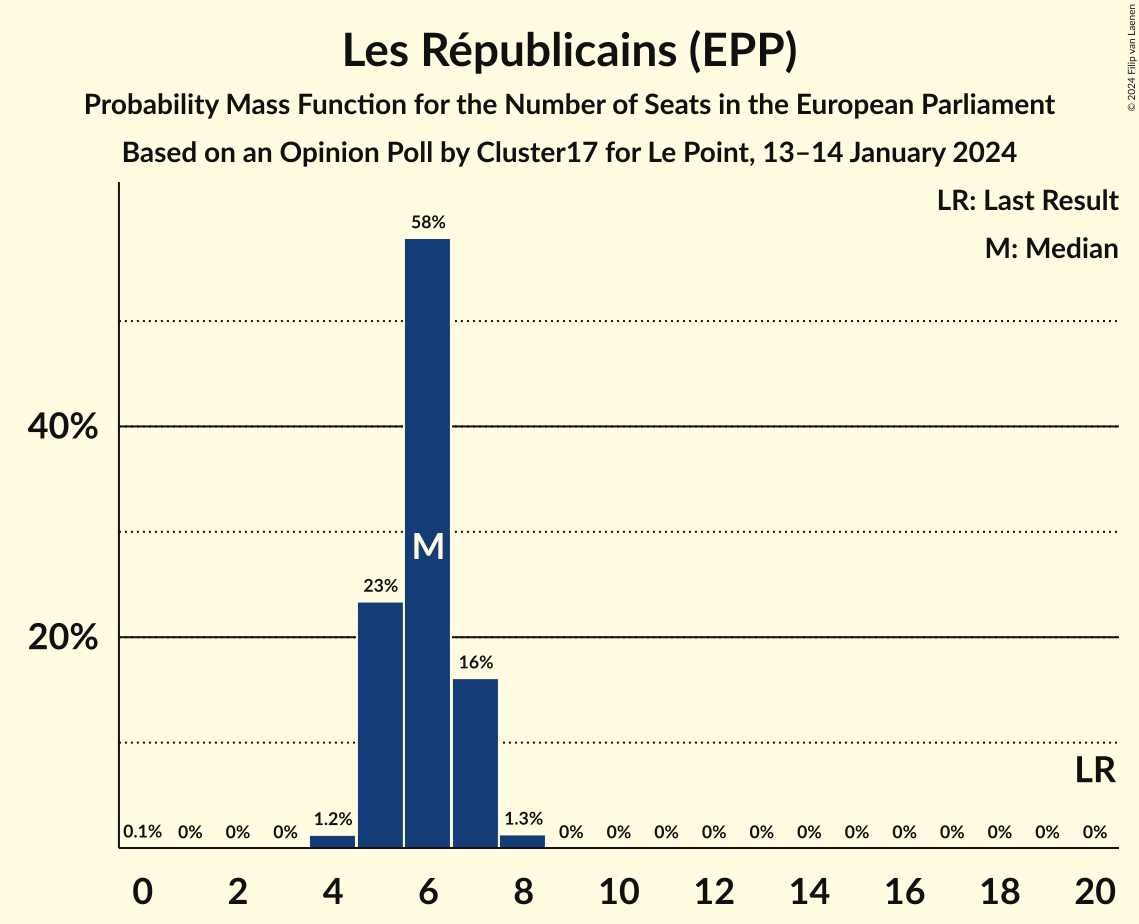 Les Républicains (EPP)
Probability Mass Function for the Number of Seats in the European Parliament
Based on an Opinion Poll by Cluster17 for Le Point, 13–14 January 2024
© 2024 Filip van Laenen
LR: Last Result
M: Median
58%
40%
M
23%
20%
16%
LR
0.1% 0% 0% 0% 1.2% 1.3% 0% 0% 0% 0% 0% 0% 0% 0% 0% 0% 0% 0%
0 2 4 6 8 10 12 14 16 18 20